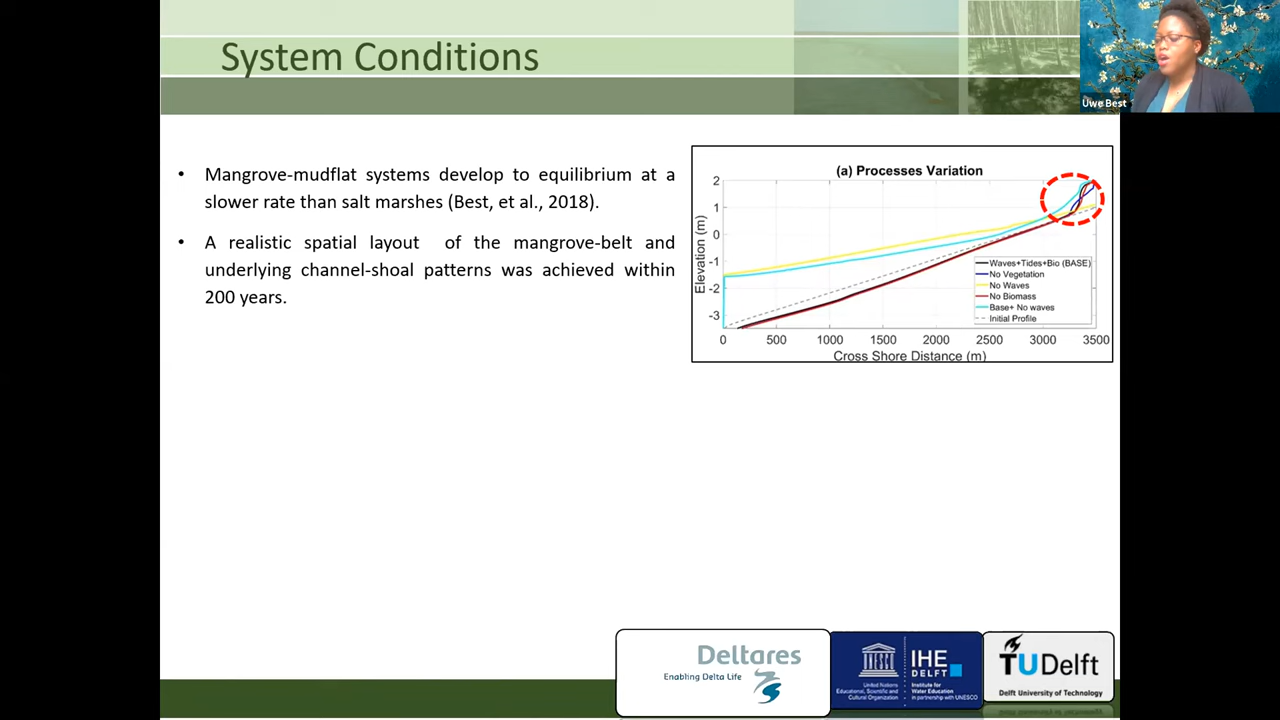 System Conditions
Uwe Best
• Mangrove-mudflat systems develop to equilibrium at a
slower rate than salt marshes (Best, et al., 2018).
• A realistic spatial layout of the mangrove-belt and
underlying channel-shoal patterns was achieved within
200 years.
(a) Processes Variation
Elevation (m)
2
1
0
-1
-2
-3
Waves+Tides+Bio (BASE)
No Vegetation
No Waves
No Biomass
Base+ No waves
Initial Profile
0 500 1000 1500 2000 2500 3000 3500
Cross Shore Distance (m)
Deltares
Enabling Delta Life
UNESCO
United Nations
Educational, Scientific and
Cultural Organization
IHE
DELFT
Institute for
Water Education
in partnership with UNESCO
TUDelft
Delft University of Technology